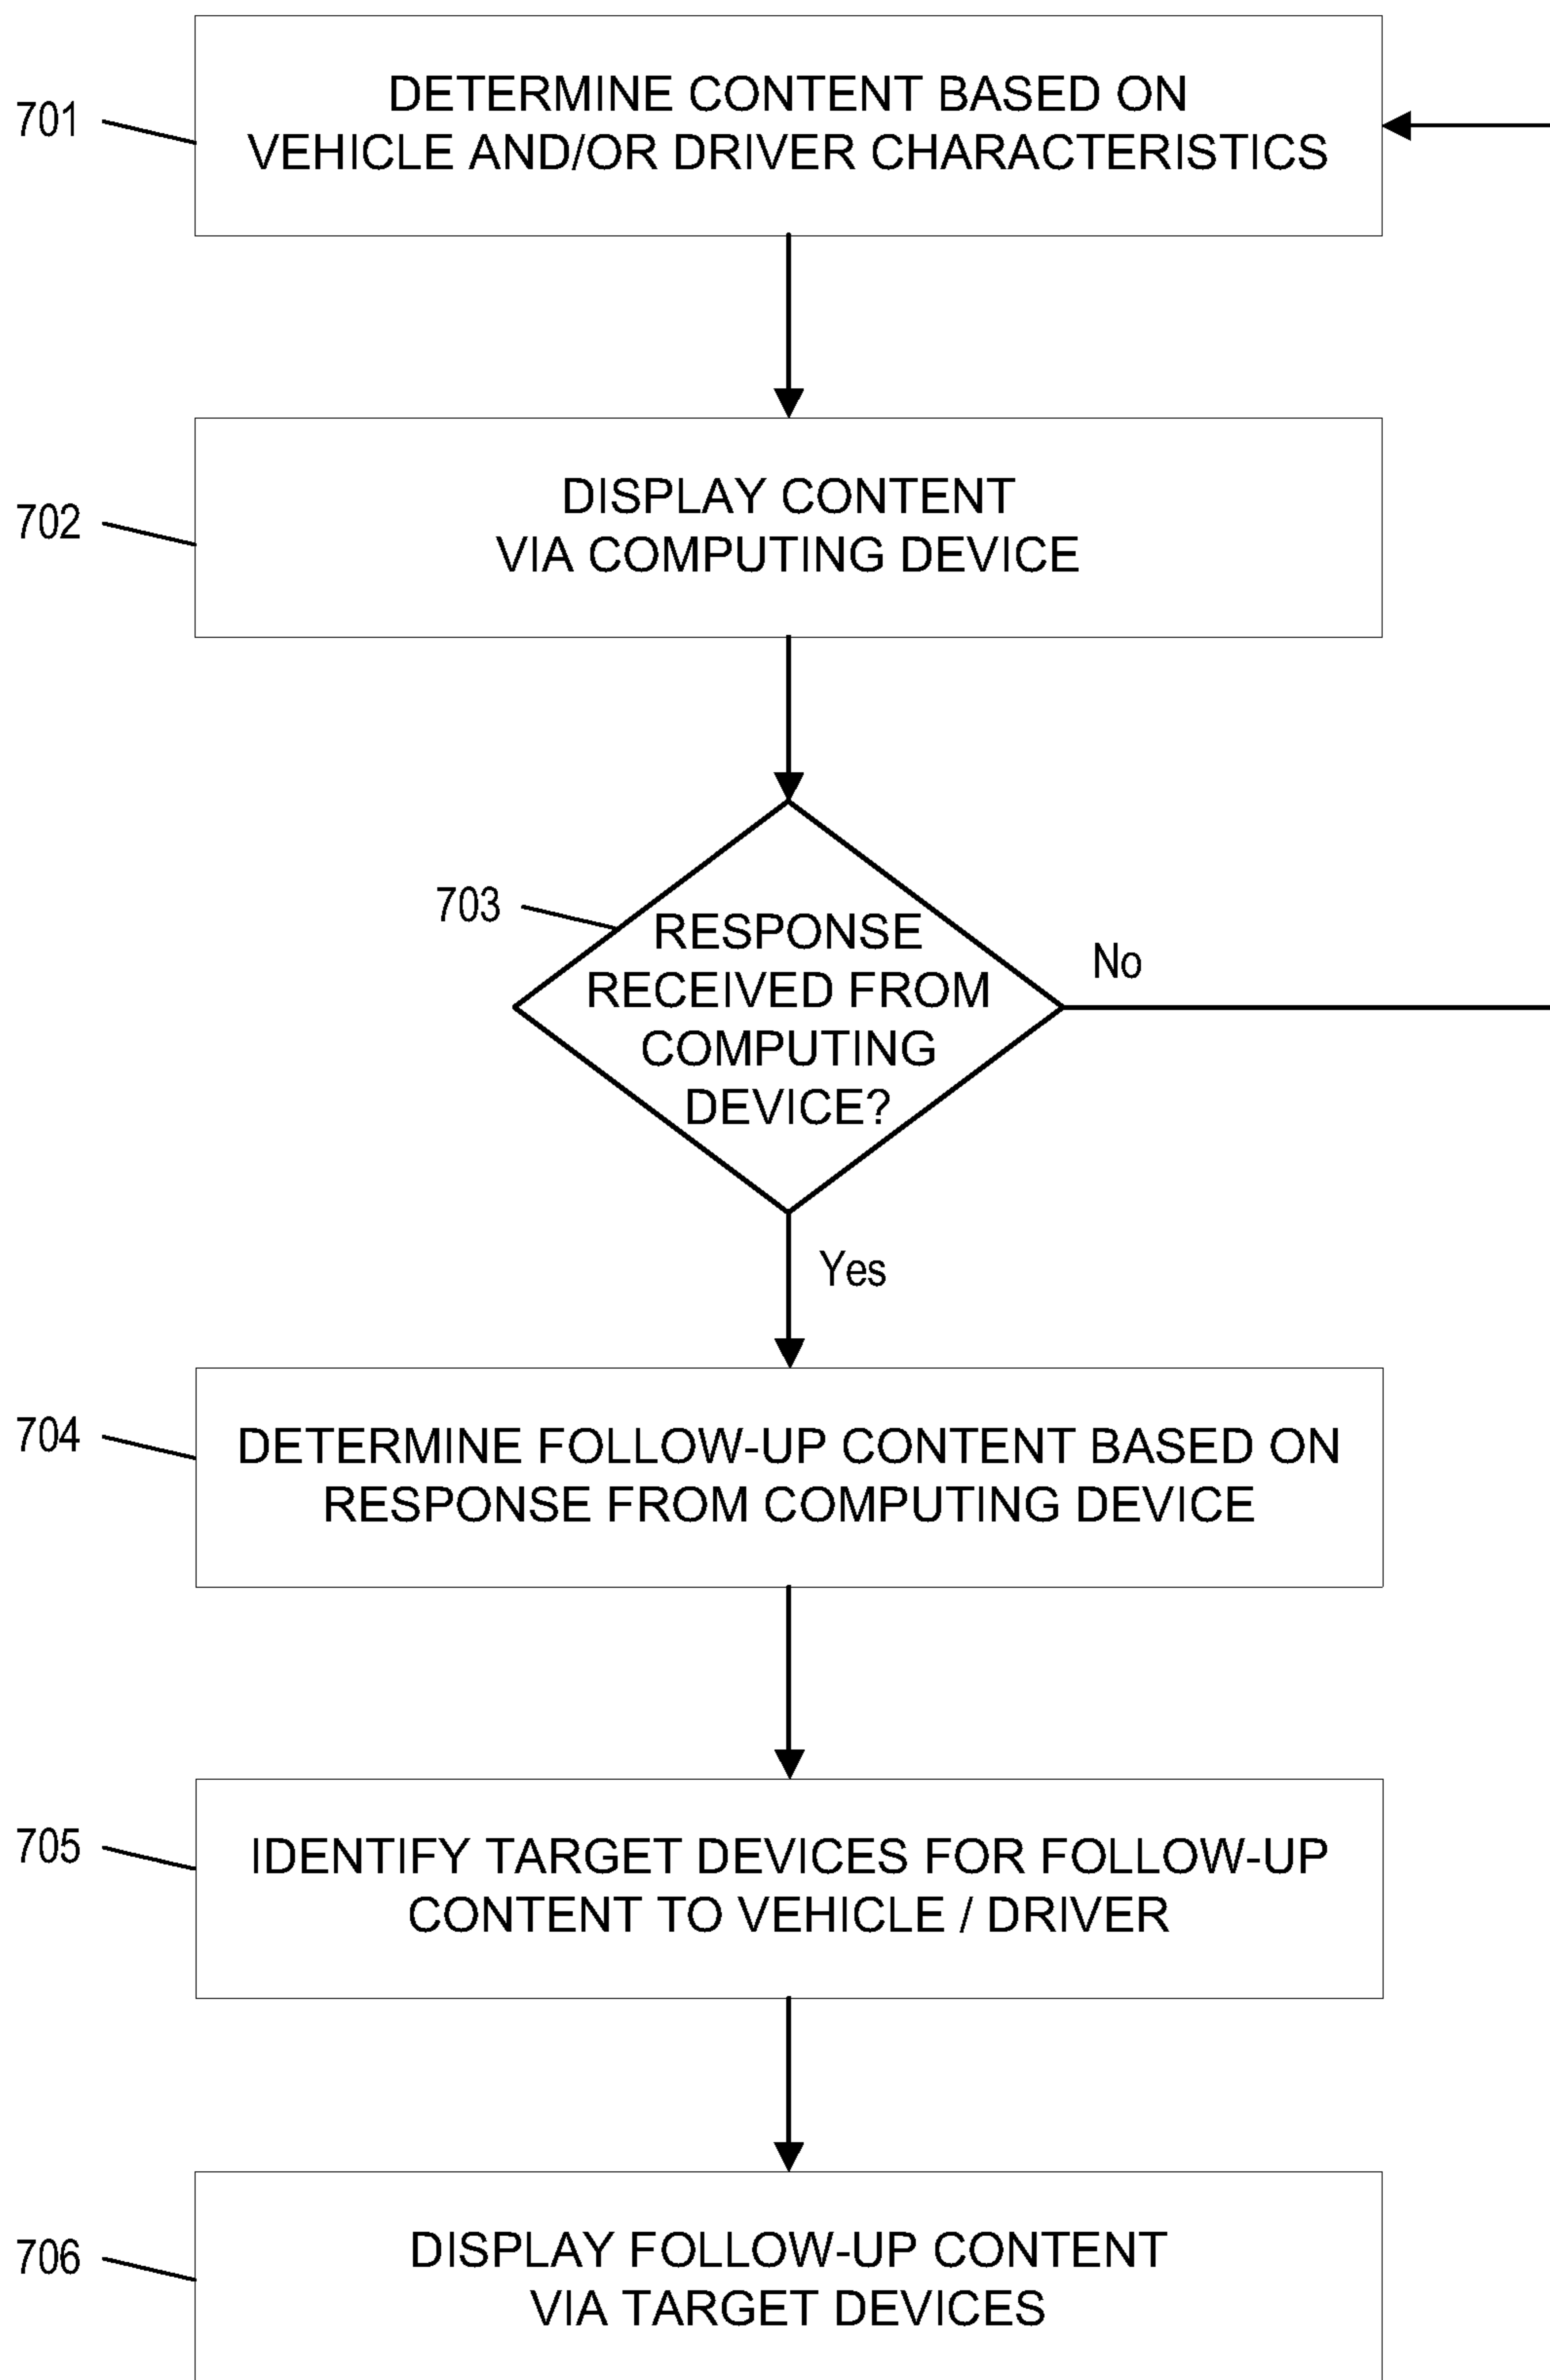 701
DETERMINE CONTENT BASED ON
VEHICLE AND/OR DRIVER CHARACTERISTICS
702
DISPLAY CONTENT
VIA COMPUTING DEVICE
703
RESPONSE
RECEIVED FROM
COMPUTING
DEVICE?
No
Yes
704
DETERMINE FOLLOW-UP CONTENT BASED ON
RESPONSE FROM COMPUTING DEVICE
705
IDENTIFY TARGET DEVICES FOR FOLLOW-UP
CONTENT TO VEHICLE / DRIVER
706
DISPLAY FOLLOW-UP CONTENT
VIA TARGET DEVICES